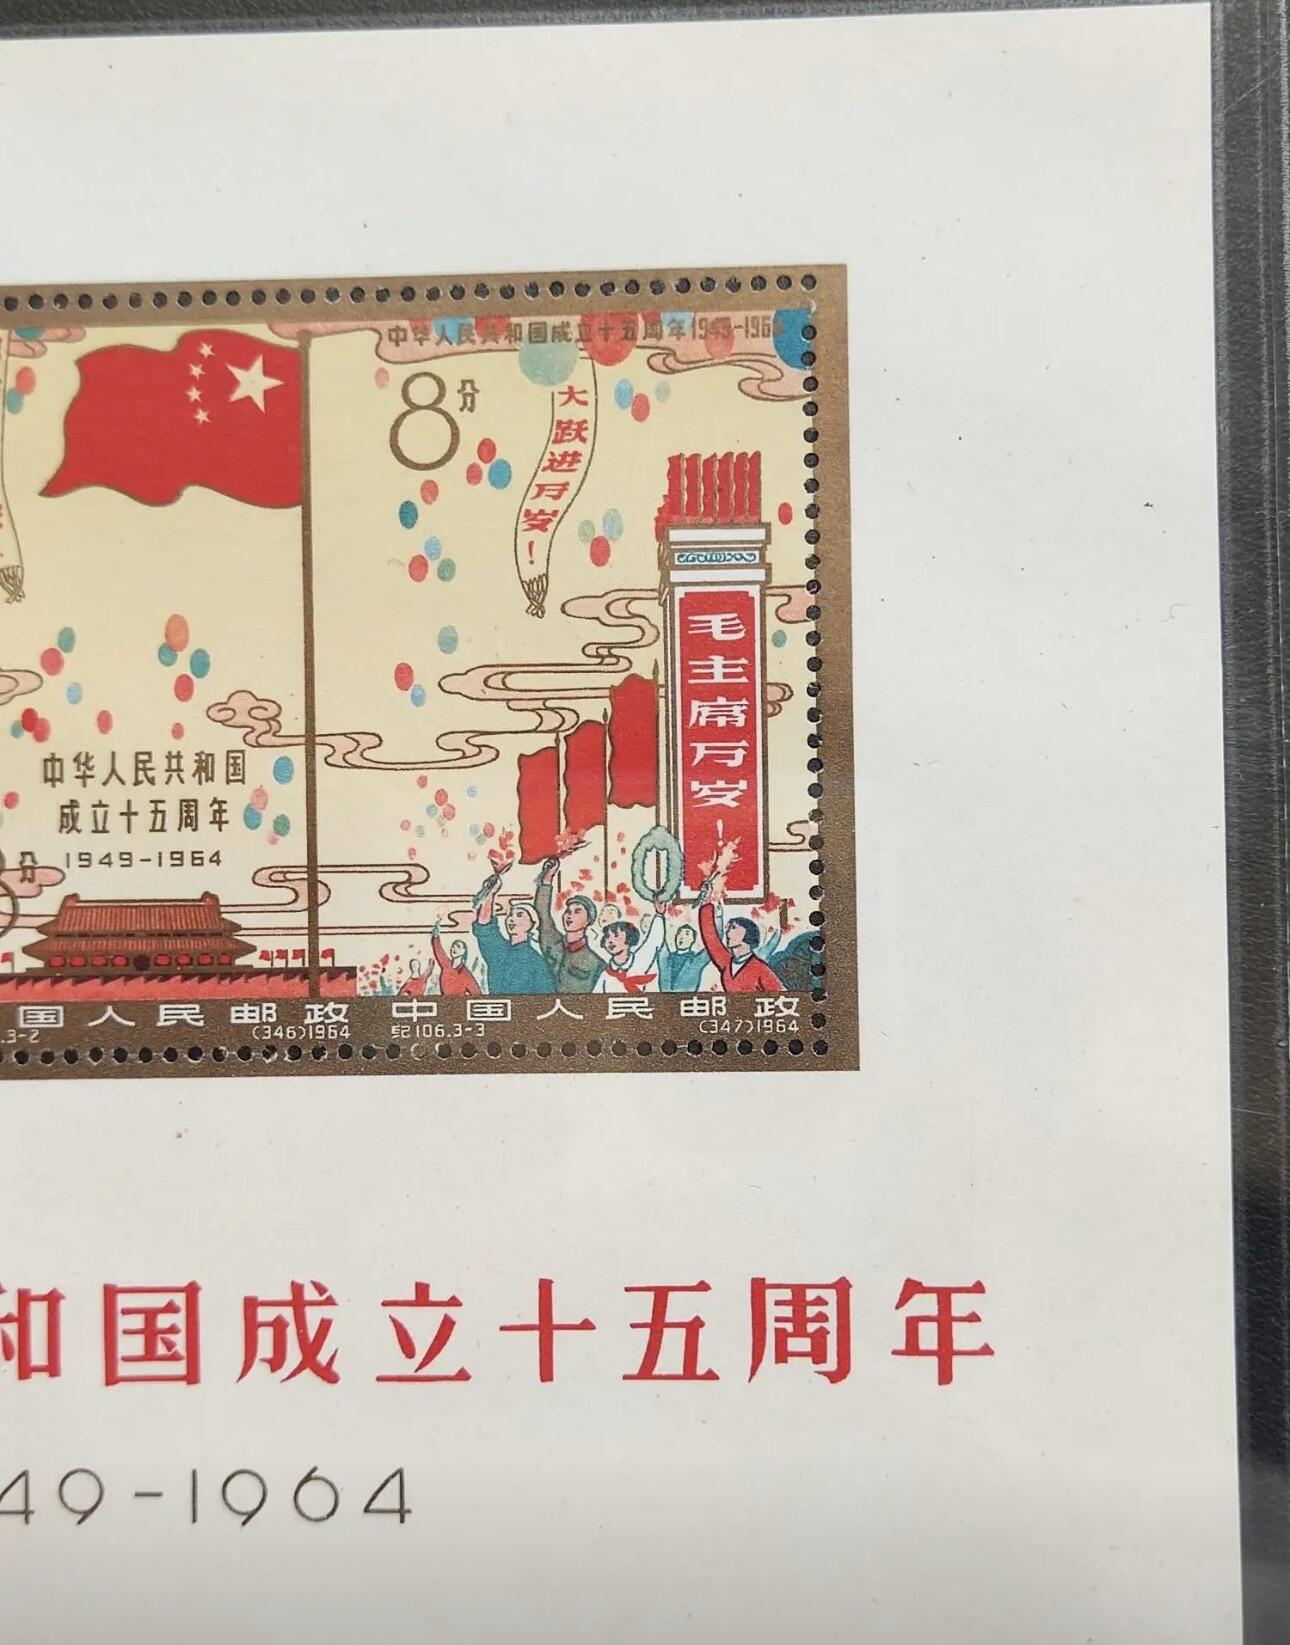 中华人民共和国成立十五周年1949-1964
8分
大跃进万岁!
毛主席万岁!
中华人民共和国
成立十五周年
1949-1964
分
国人民邮政
.3-2
(346)1964
中国人民邮政
纪106.3-3
(347)1964
和国成立十五周年
49-1964